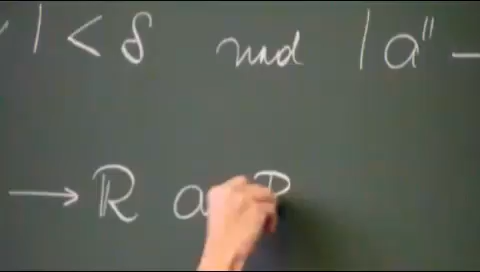 | < δ und | a'' –
→ ℝ a